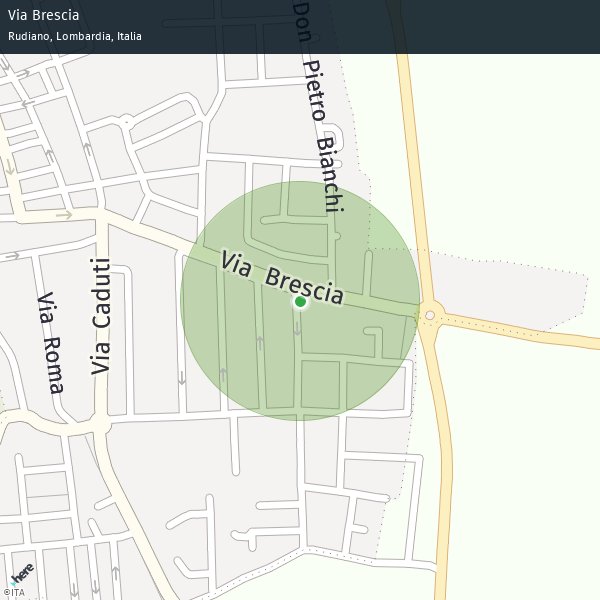 Via Brescia
Rudiano, Lombardia, Italia
Don Pietro Bianchi
Via Brescia
Via Caduti
Via Roma
here
©ITA